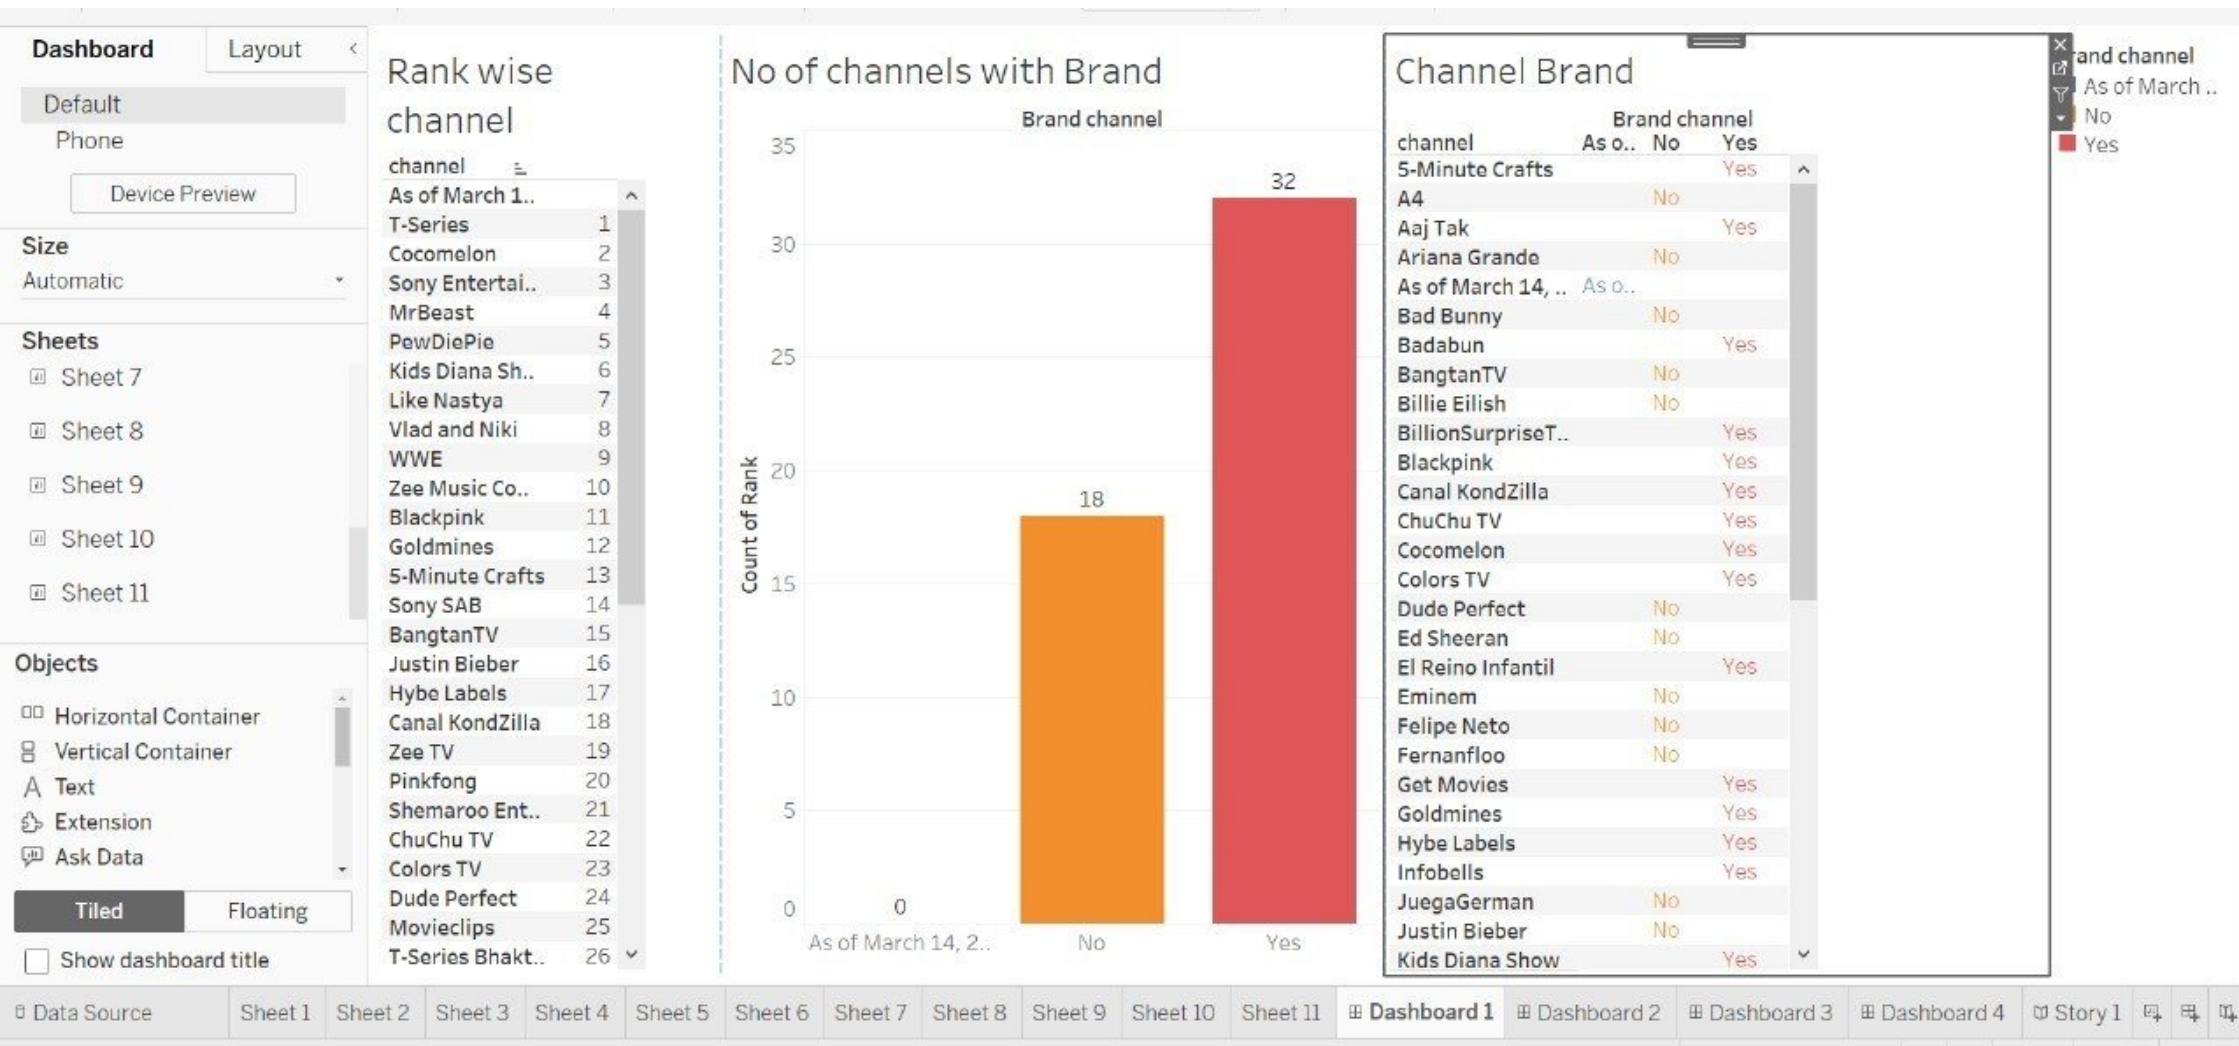 Dashboard
Layout
Default
Phone
Device Preview
Size
Automatic
Sheets
Sheet 7
Sheet 8
Sheet 9
Sheet 10
Sheet 11
Objects
Horizontal Container
Vertical Container
Text
Extension
Ask Data
Tiled
Floating
Show dashboard title
Rank wise
channel
channel
As of March 1..
T-Series 1
Cocomelon 2
Sony Entertai.. 3
MrBeast 4
PewDiePie 5
Kids Diana Sh.. 6
Like Nastya 7
Vlad and Niki 8
WWE 9
Zee Music Co.. 10
Blackpink 11
Goldmines 12
5-Minute Crafts 13
Sony SAB 14
BangtanTV 15
Justin Bieber 16
Hybe Labels 17
Canal KondZilla 18
Zee TV 19
Pinkfong 20
Shemaroo Ent.. 21
ChuChu TV 22
Colors TV 23
Dude Perfect 24
Movieclips 25
T-Series Bhakt.. 26
No of channels with Brand
Brand channel
Count of Rank
35
30
25
20
15
10
5
0
0
18
32
As of March 14, 2..
No
Yes
Channel Brand
Brand channel
channel As o.. No Yes
5-Minute Crafts Yes
A4 No
Aaj Tak Yes
Ariana Grande No
As of March 14, .. As o..
Bad Bunny No
Badabun Yes
BangtanTV No
Billie Eilish No
BillionSurpriseT.. Yes
Blackpink Yes
Canal KondZilla Yes
ChuChu TV Yes
Cocomelon Yes
Colors TV Yes
Dude Perfect No
Ed Sheeran No
El Reino Infantil Yes
Eminem No
Felipe Neto No
Fernanfloo No
Get Movies Yes
Goldmines Yes
Hybe Labels Yes
Infobells Yes
JuegaGerman No
Justin Bieber No
Kids Diana Show Yes
rand channel
As of March ..
No
Yes
Data Source
Sheet 1
Sheet 2
Sheet 3
Sheet 4
Sheet 5
Sheet 6
Sheet 7
Sheet 8
Sheet 9
Sheet 10
Sheet 11
Dashboard 1
Dashboard 2
Dashboard 3
Dashboard 4
Story 1